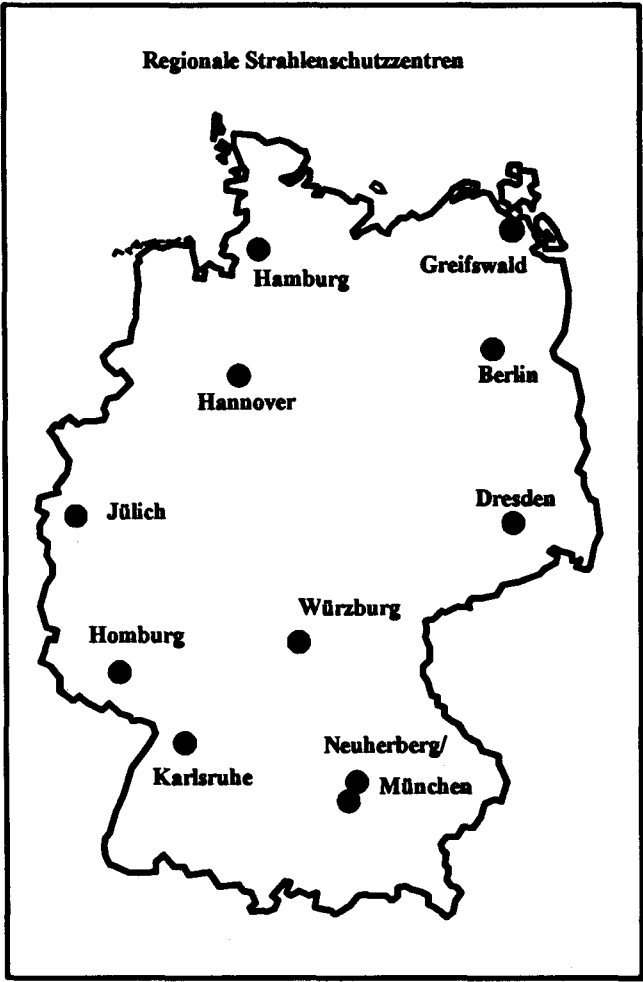 Regionale Strahlenschutzzentren
Hamburg
Greifswald
Berlin
Hannover
Dresden
Jülich
Würzburg
Homburg
Neuherberg/
München
Karlsruhe